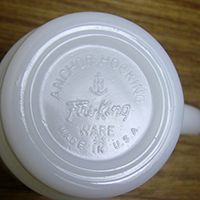 ANCHOR HOCKING
Fire-King
WARE
MADE IN U.S.A.